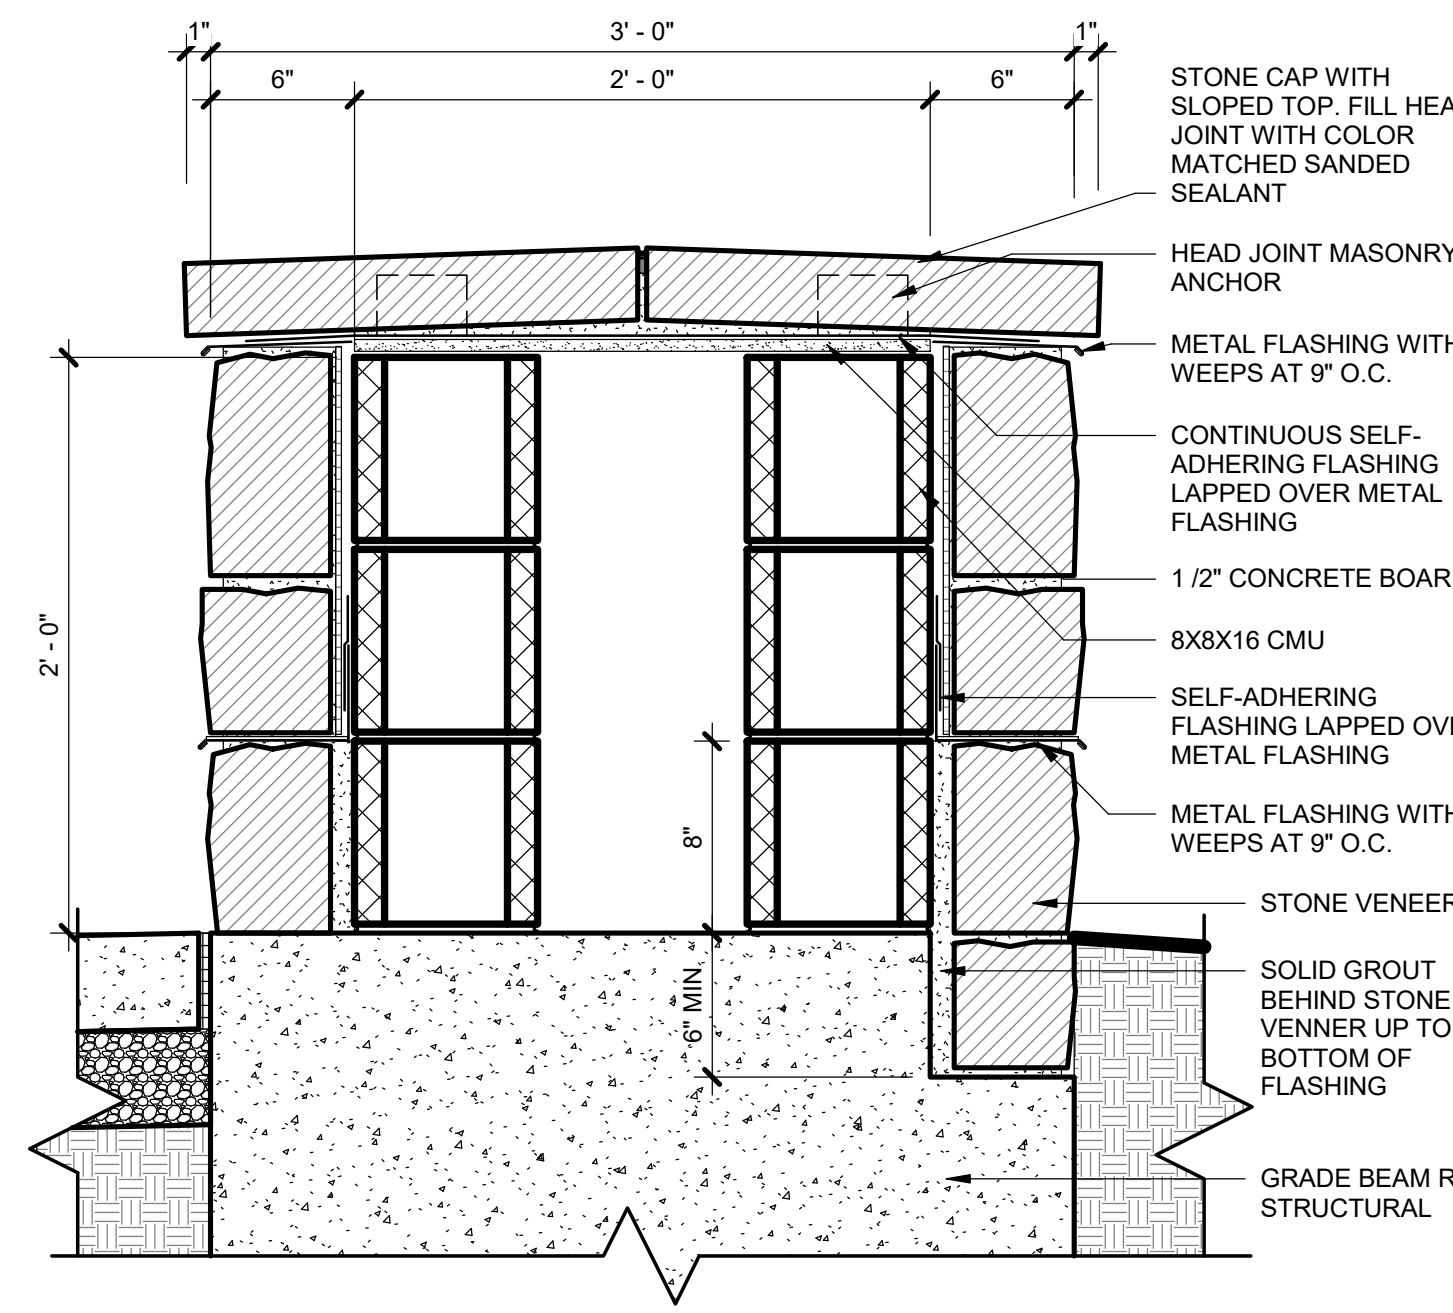 1"
3' - 0"
1"
6"
2' - 0"
6"
STONE CAP WITH
SLOPED TOP. FILL HEA
JOINT WITH COLOR
MATCHED SANDED
SEALANT
HEAD JOINT MASONRY
ANCHOR
METAL FLASHING WITH
WEEPS AT 9" O.C.
CONTINUOUS SELF-
ADHERING FLASHING
LAPPED OVER METAL
FLASHING
1 /2" CONCRETE BOAR
8X8X16 CMU
2' - 0"
SELF-ADHERING
FLASHING LAPPED OVE
METAL FLASHING
METAL FLASHING WITH
WEEPS AT 9" O.C.
8"
STONE VENEER
6" MIN
SOLID GROUT
BEHIND STONE
VENNER UP TO
BOTTOM OF
FLASHING
GRADE BEAM R
STRUCTURAL